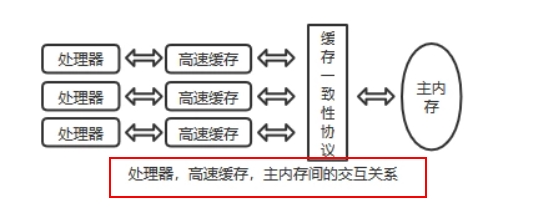 处理器
高速缓存
处理器
高速缓存
处理器
高速缓存
缓存一致性协议
主内
存
处理器，高速缓存，主内存间的交互关系